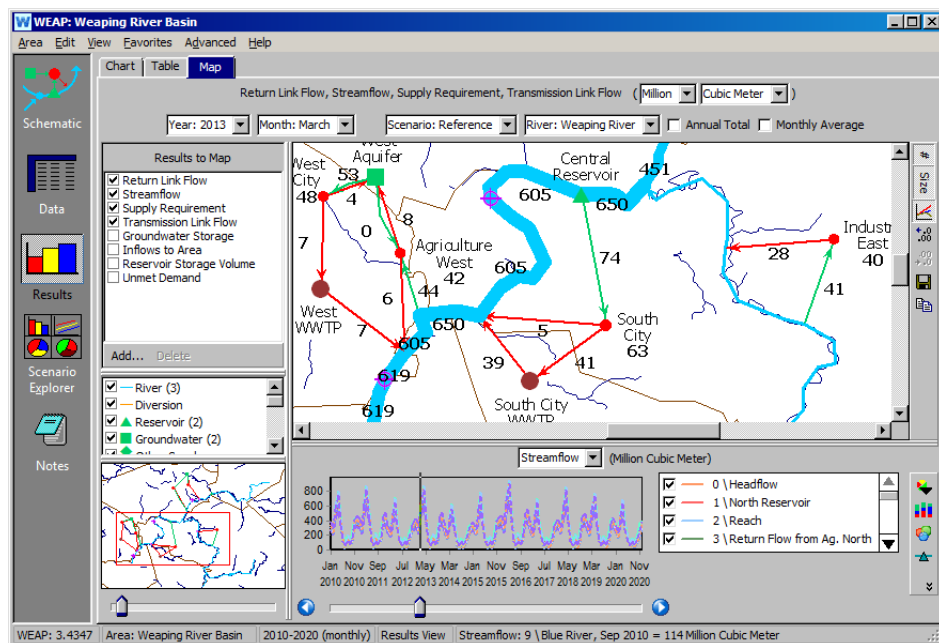 WEAP: Weaping River Basin
Area Edit View Favorites Advanced Help
Schematic
Data
Results
Scenario
Explorer
Notes
Chart Table Map
Return Link Flow, Streamflow, Supply Requirement, Transmission Link Flow ( Million Cubic Meter )
Year: 2013 Month: March Scenario: Reference River: Weaping River Annual Total Monthly Average
Results to Map
Return Link Flow
Streamflow
Supply Requirement
Transmission Link Flow
Groundwater Storage
Inflows to Area
Reservoir Storage Volume
Unmet Demand
Add... Delete
River (3)
Diversion
Reservoir (2)
Groundwater (2)
West
Aquifer
West
City
48
53
4
0
8
7
Agriculture
West
42
44
6
West
WWTP
7
605
650
619
619
605
605
Central
Reservoir
650
451
74
5
South
City
63
39
41
South City
WWTP
28
East
40
41
Size
Streamflow (Million Cubic Meter)
800
600
400
200
0
Jan Nov Sep Jul May Mar Jan Nov Sep Jul May Mar Jan Nov
2010 2010 2011 2012 2013 2014 2015 2015 2016 2017 2018 2019 2020 2020
0 \ Headflow
1 \ North Reservoir
2 \ Reach
3 \ Return Flow from Ag. North
WEAP: 3.4347 Area: Weaping River Basin 2010-2020 (monthly) Results View Streamflow: 9 \ Blue River, Sep 2010 = 114 Million Cubic Meter